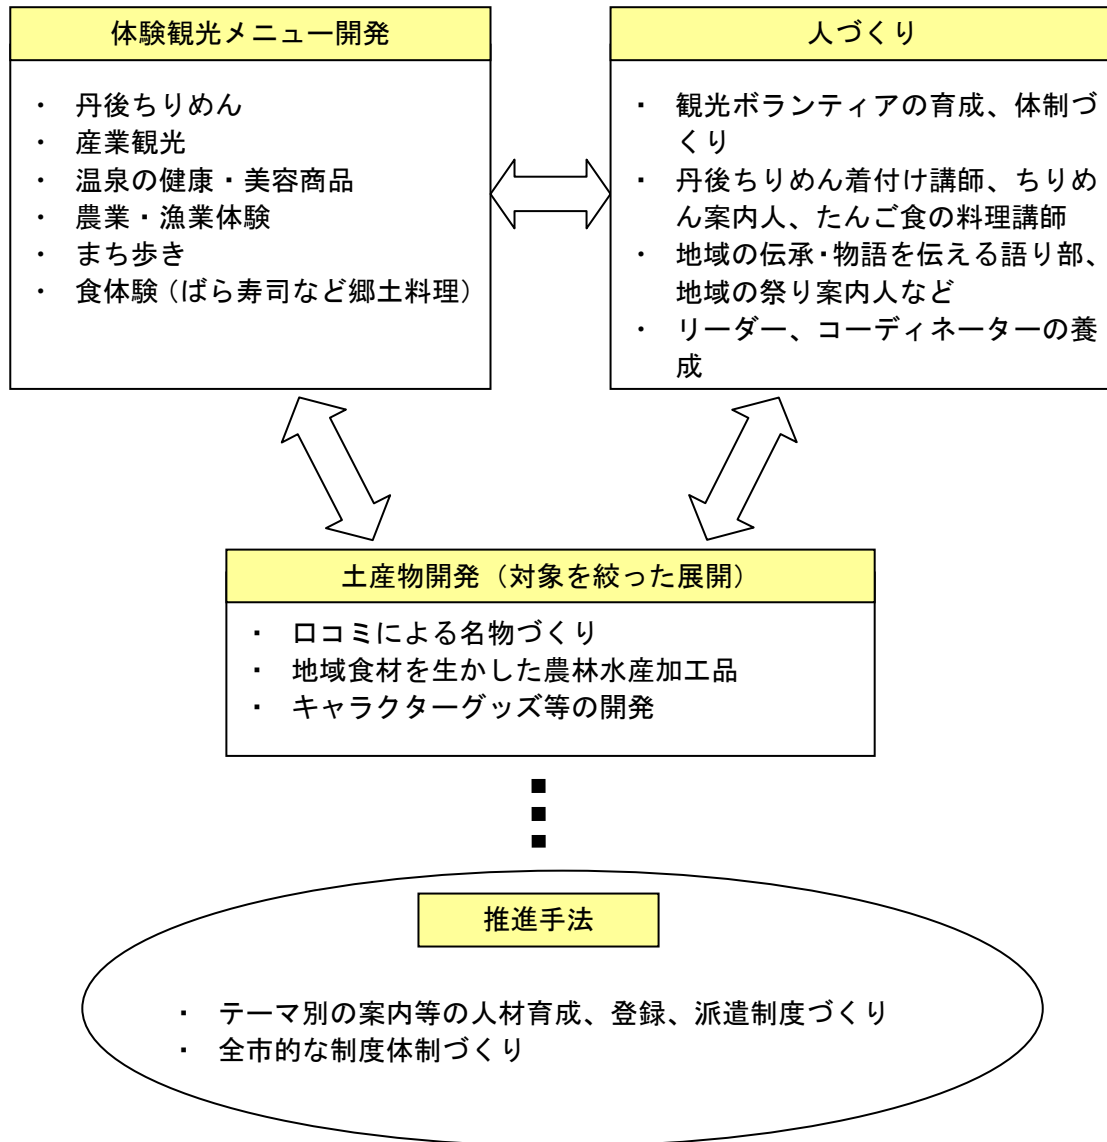 体験観光メニュー開発
・ 丹後ちりめん
・ 産業観光
・ 温泉の健康・美容商品
・ 農業・漁業体験
・ まち歩き
・ 食体験（ばら寿司など郷土料理）
人づくり
・ 観光ボランティアの育成、体制づ
くり
・ 丹後ちりめん着付け講師、ちりめ
ん案内人、たんご食の料理講師
・ 地域の伝承・物語を伝える語り部、
地域の祭り案内人など
・ リーダー、コーディネーターの養
成
土産物開発（対象を絞った展開）
・ 口コミによる名物づくり
・ 地域食材を生かした農林水産加工品
・ キャラクターグッズ等の開発
推進手法
・ テーマ別の案内等の人材育成、登録、派遣制度づくり
・ 全市的な制度体制づくり